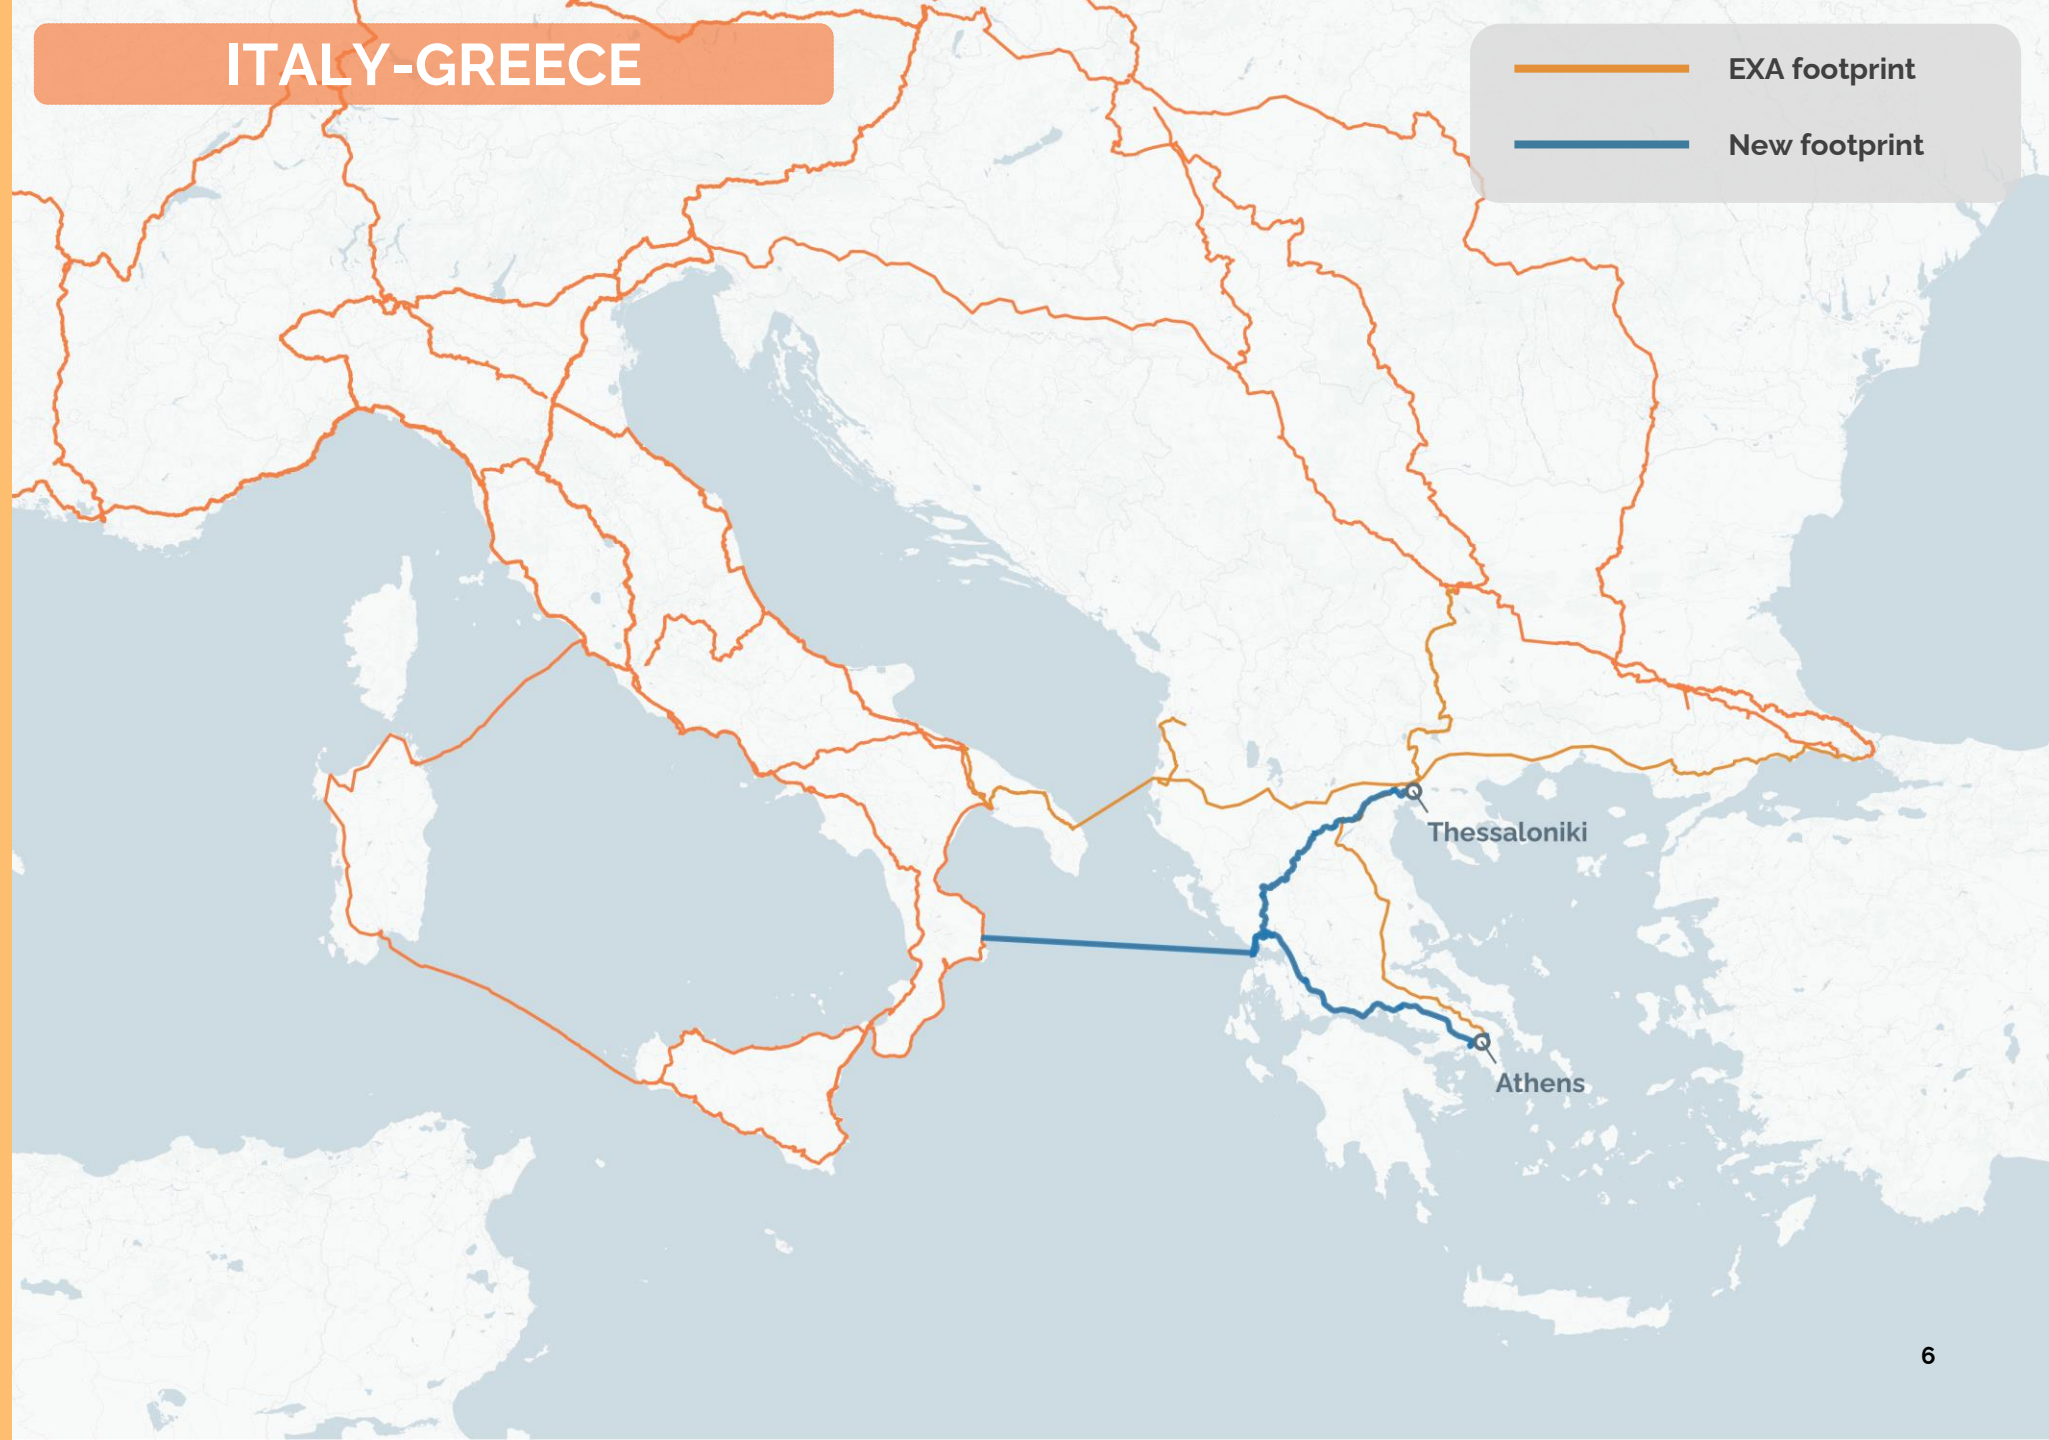 ITALY-GREECE
EXA footprint
New footprint
Thessaloniki
Athens
6